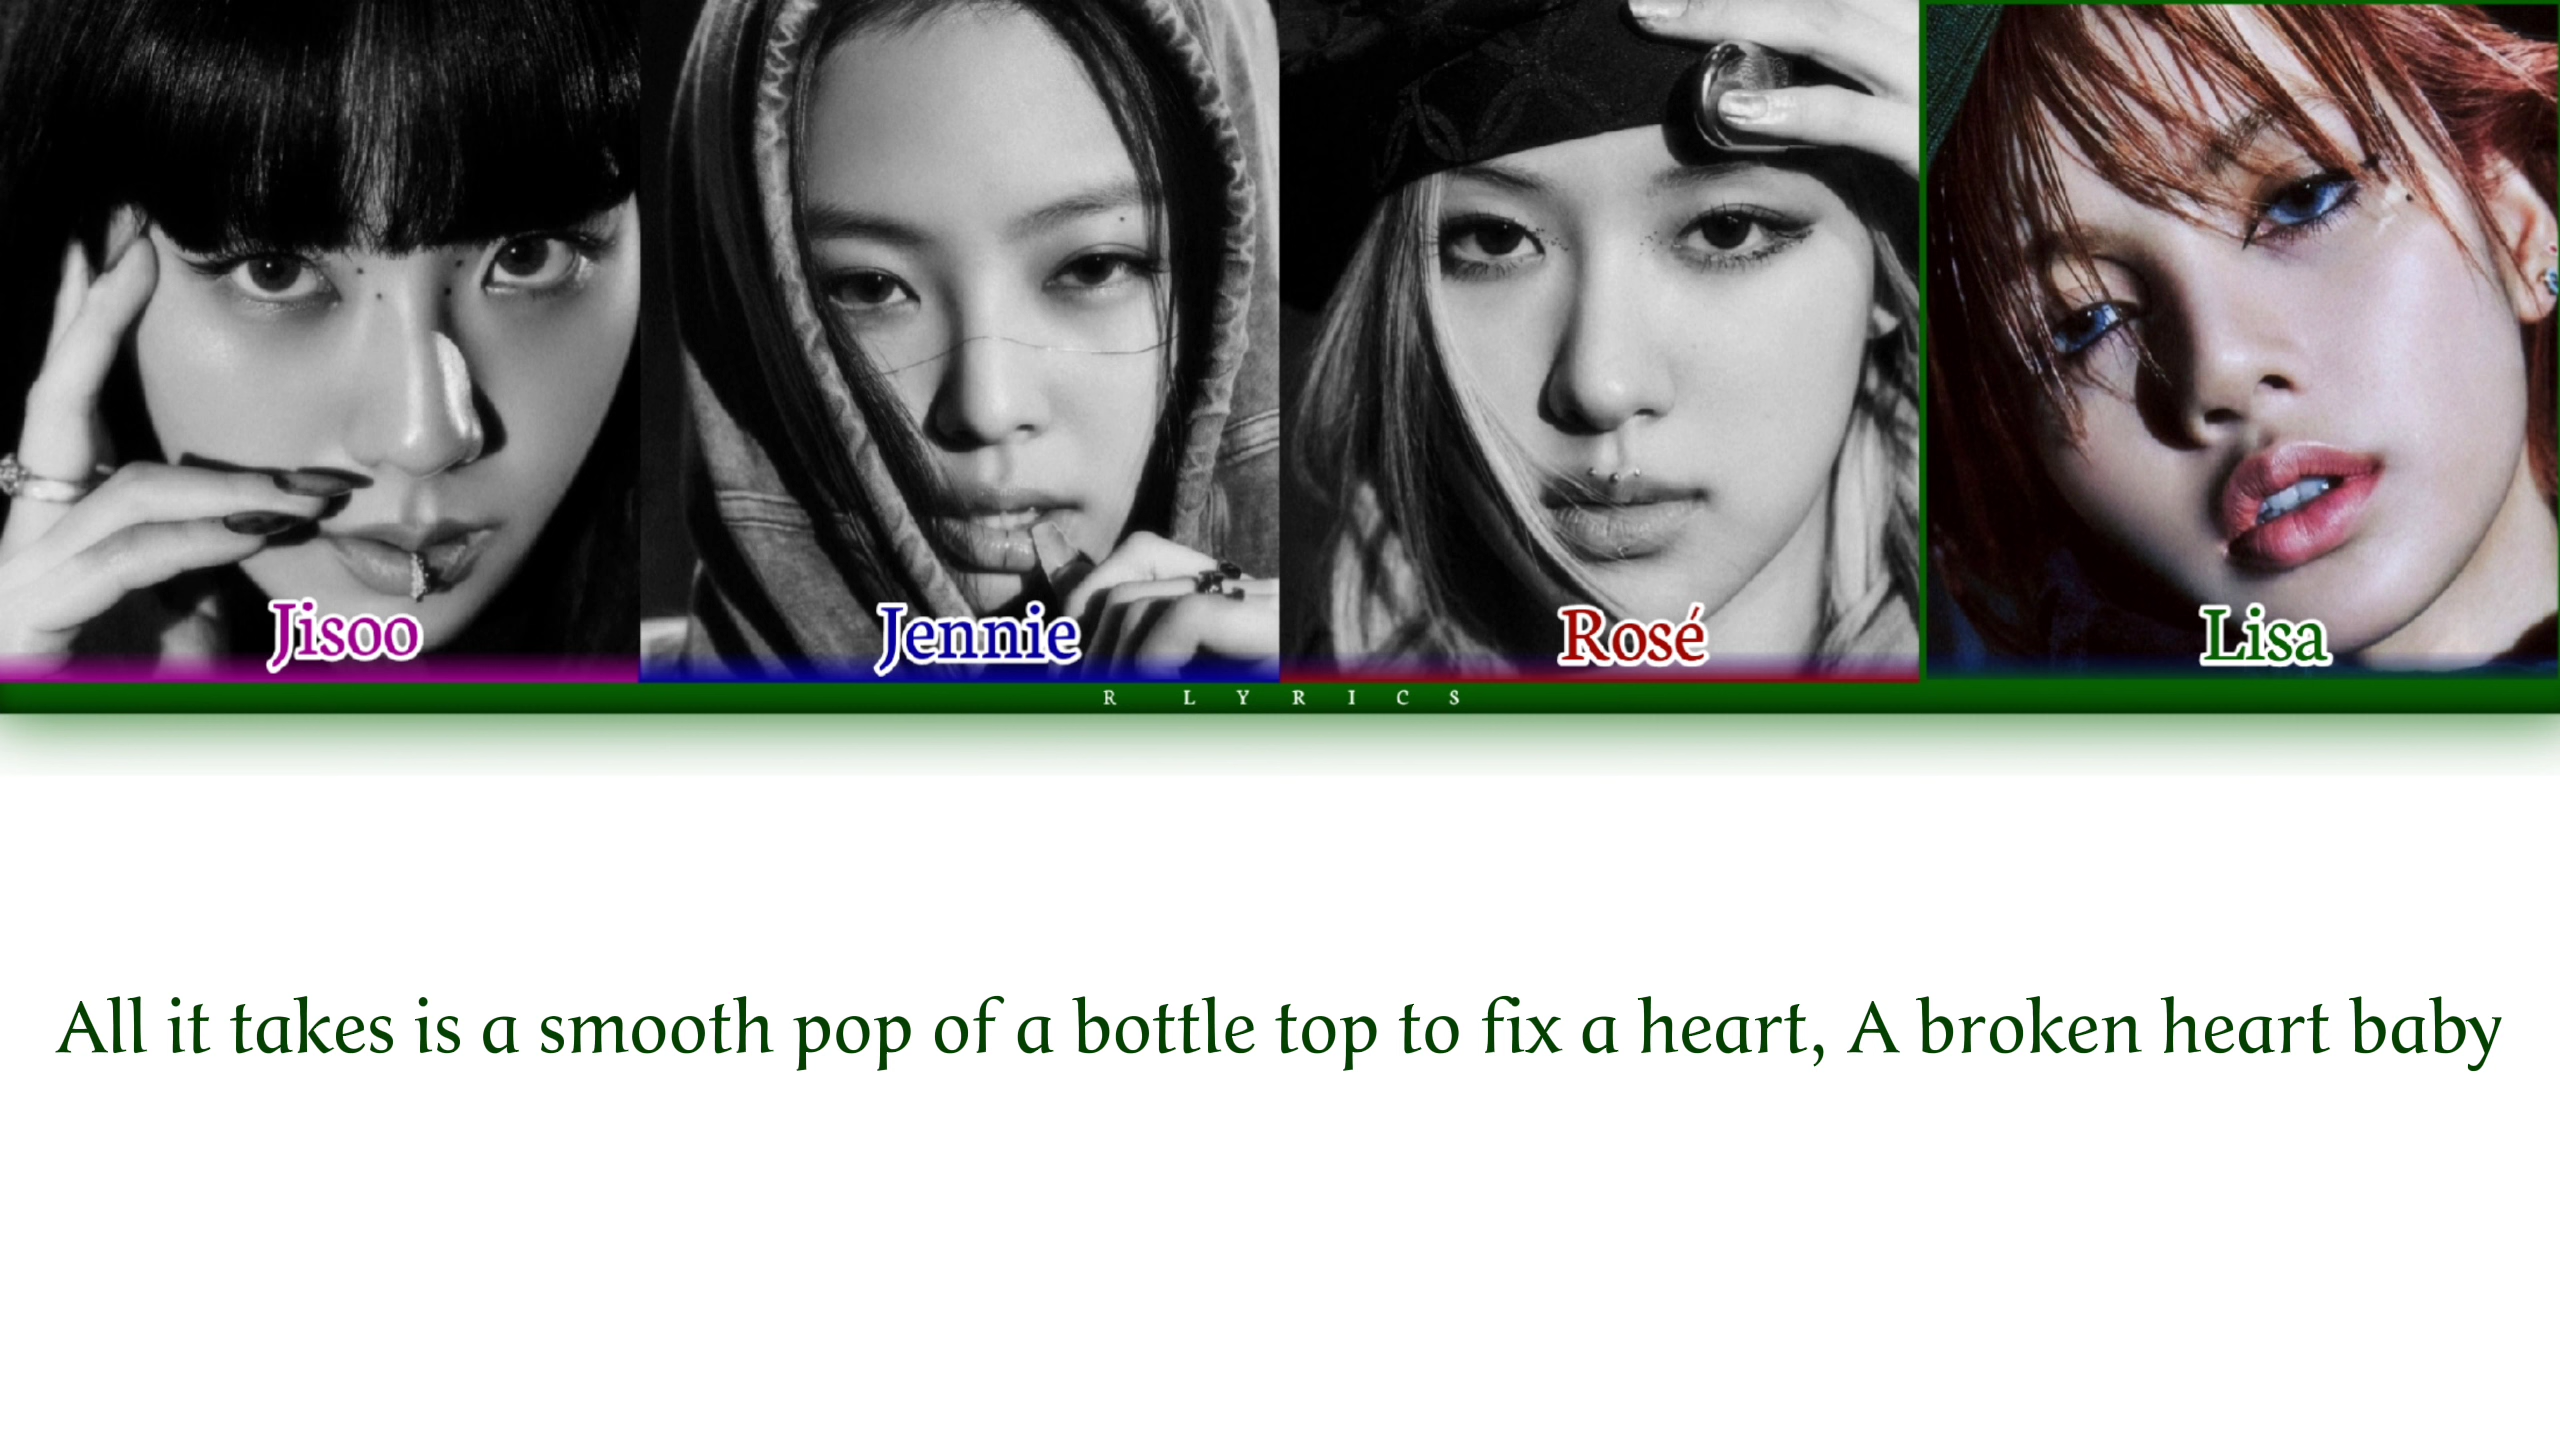 Jisoo
Jennie
Rosé
Lisa
R LYRICS
All it takes is a smooth pop of a bottle top to fix a heart, A broken heart baby